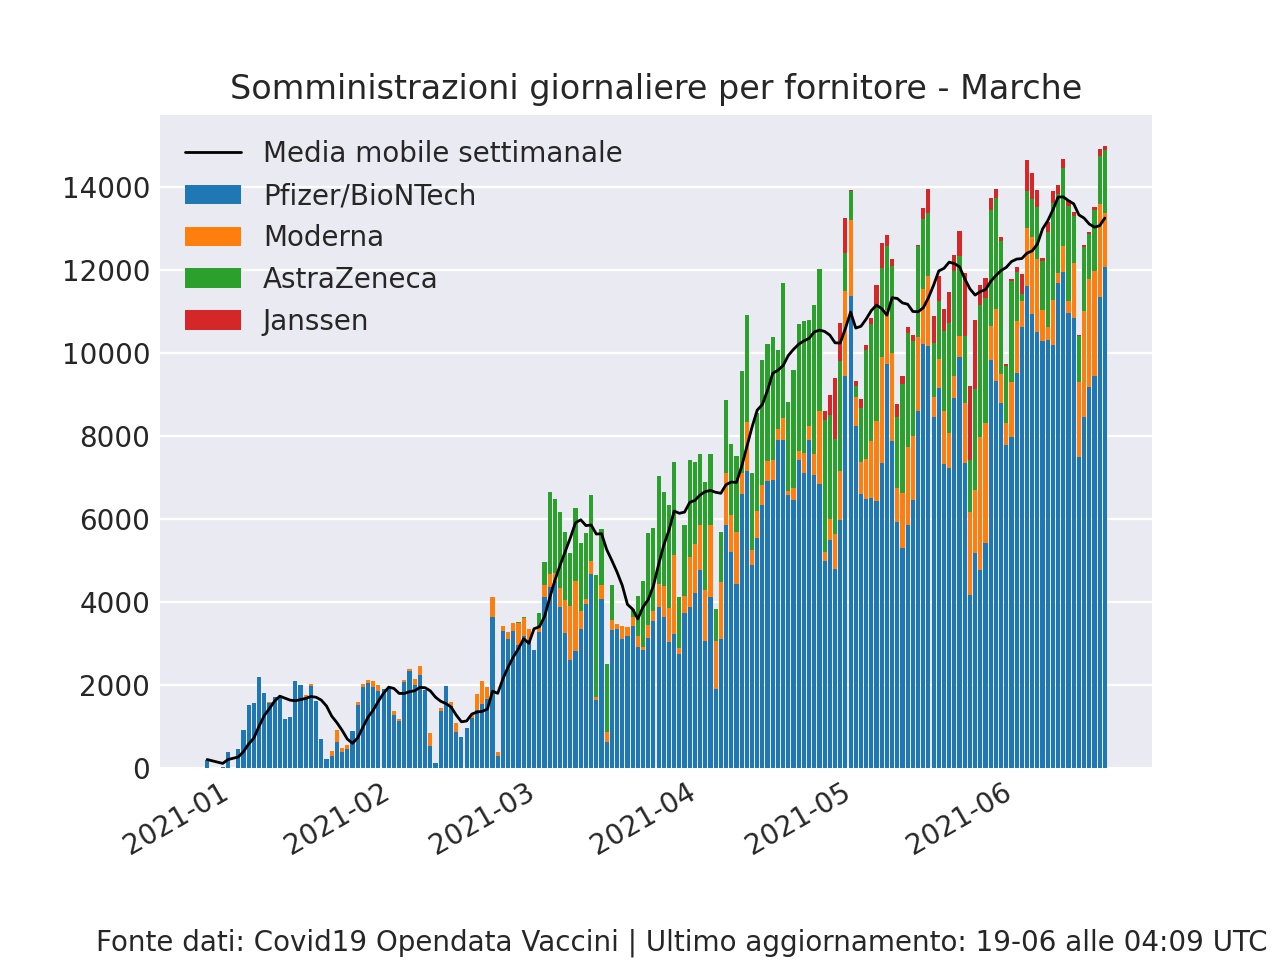 Somministrazioni giornaliere per fornitore - Marche
Media mobile settimanale
Pfizer/BioNTech
Moderna
AstraZeneca
Janssen
14000
12000
10000
8000
6000
4000
2000
0
2021-01
2021-02
2021-03
2021-04
2021-05
2021-06
Fonte dati: Covid19 Opendata Vaccini | Ultimo aggiornamento: 19-06 alle 04:09 UTC